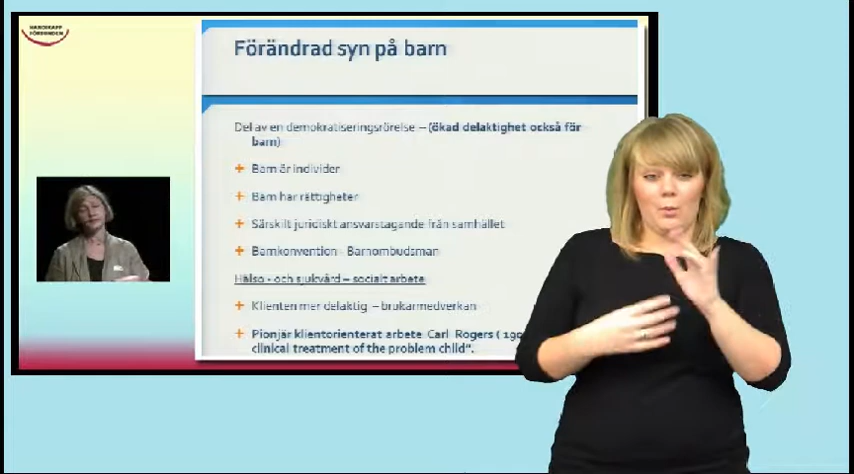 HANDIKAPP
FÖRBUNDEN
Förändrad syn på barn
Del av en demokratiseringsrörelse – (ökad delaktighet också för
barn)
Barn är individer
Barn har rättigheter
Särskilt juridiskt ansvarstagande från samhället
Barnkonvention - Barnombudsman
Hälso - och sjukvård – socialt arbete
Klienten mer delaktig – brukarmedverkan
Pionjär klientorienterat arbete Carl Rogers (
clinical treatment of the problem child”.